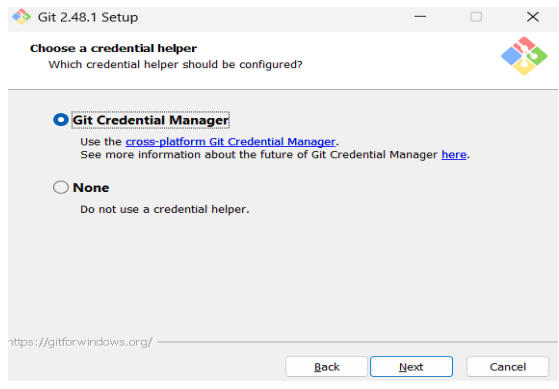 Git 2.48.1 Setup
Choose a credential helper
Which credential helper should be configured?
Git Credential Manager
Use the cross-platform Git Credential Manager.
See more information about the future of Git Credential Manager here.
None
Do not use a credential helper.
https://gitforwindows.org/
Back Next Cancel